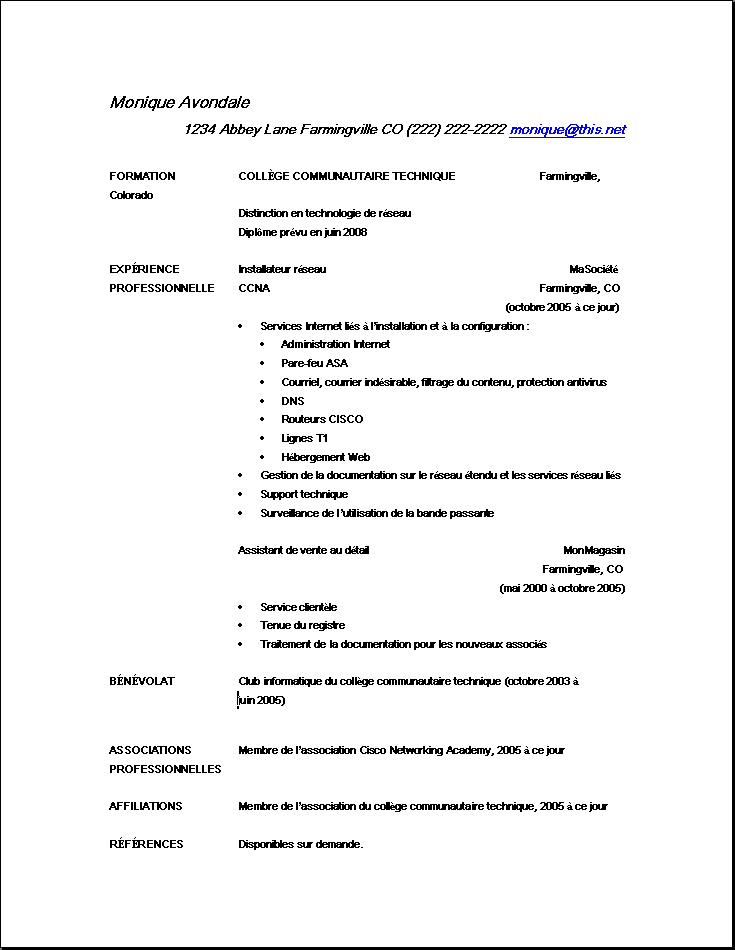 Monique Avondale
1234 Abbey Lane Farmingville CO (222) 222-2222 monique@this.net
FORMATION COLLÈGE COMMUNAUTAIRE TECHNIQUE Farmingville,
Colorado
Distinction en technologie de réseau
Diplôme prévu en juin 2008
EXPÉRIENCE Installateur réseau MaSociété
PROFESSIONNELLE CCNA Farmingville, CO
(octobre 2005 à ce jour)
• Services Internet liés à l'installation et à la configuration :
• Administration Internet
• Pare-feu ASA
• Courriel, courrier indésirable, filtrage du contenu, protection antivirus
• DNS
• Routeurs CISCO
• Lignes T1
• Hébergement Web
• Gestion de la documentation sur le réseau étendu et les services réseau liés
• Support technique
• Surveillance de l'utilisation de la bande passante
Assistant de vente au détail MonMagasin
Farmingville, CO
(mai 2000 à octobre 2005)
• Service clientèle
• Tenue du registre
• Traitement de la documentation pour les nouveaux associés
BÉNÉVOLAT Club informatique du collège communautaire technique (octobre 2003 à
juin 2005)
ASSOCIATIONS Membre de l'association Cisco Networking Academy, 2005 à ce jour
PROFESSIONNELLES
AFFILIATIONS Membre de l'association du collège communautaire technique, 2005 à ce jour
RÉFÉRENCES Disponibles sur demande.